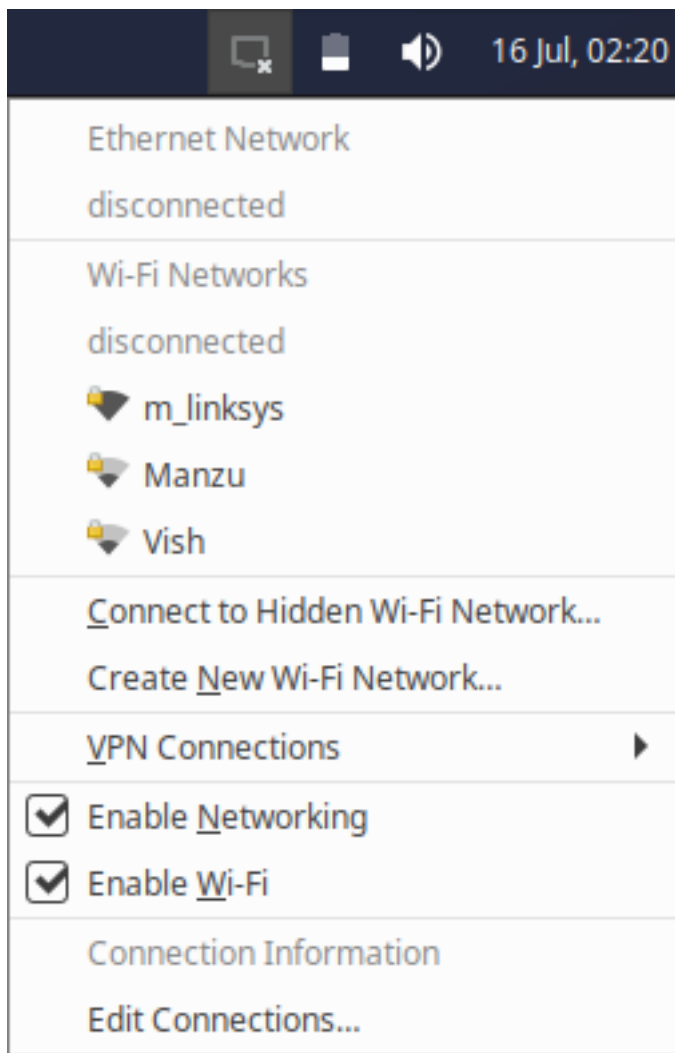 16 Jul, 02:20
Ethernet Network
disconnected
Wi-Fi Networks
disconnected
m_linksys
Manzu
Vish
Connect to Hidden Wi-Fi Network...
Create New Wi-Fi Network...
VPN Connections
Enable Networking
Enable Wi-Fi
Connection Information
Edit Connections...